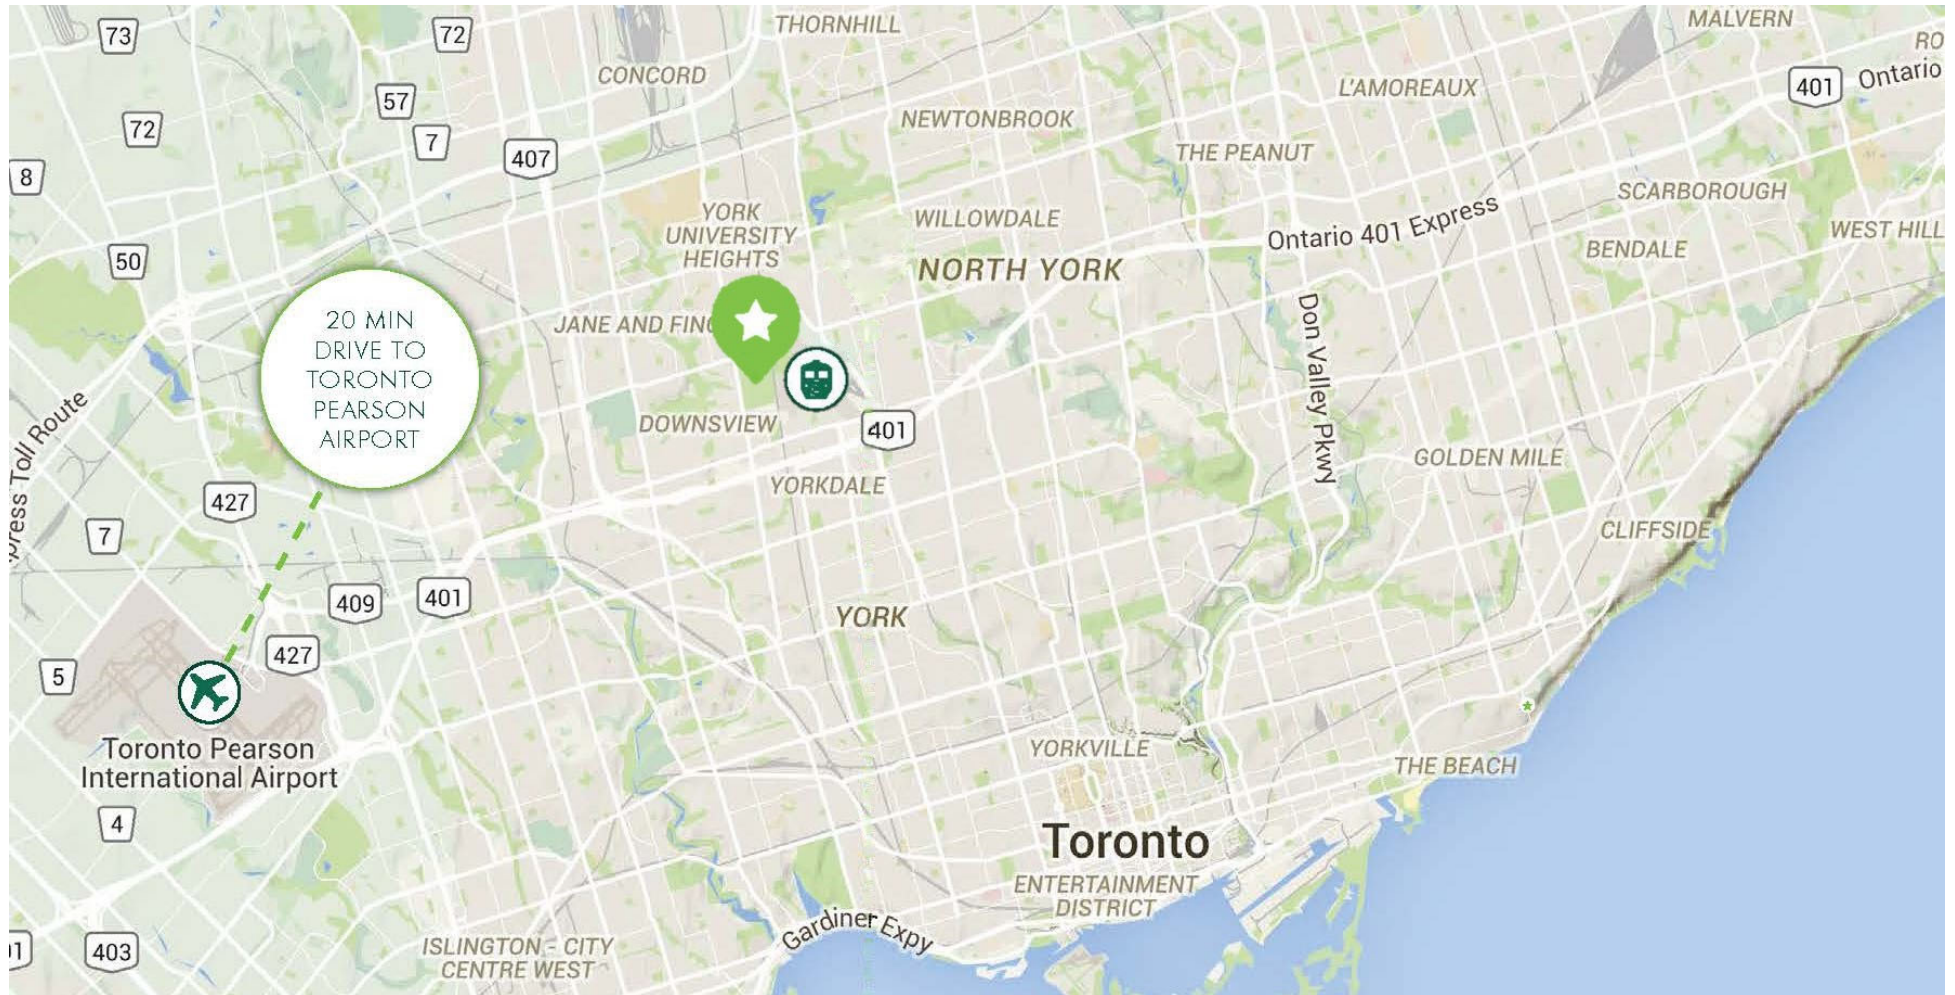 73
72
THORNHILL
MALVERN
RO
CONCORD
57
L'AMOREAUX
401
Ontario
72
7
407
NEWTONBROOK
THE PEANUT
8
SCARBOROUGH
YORK
UNIVERSITY
HEIGHTS
WILLOWDALE
Ontario 401 Express
WEST HILL
BENDALE
50
NORTH YORK
20 MIN
DRIVE TO
TORONTO
PEARSON
AIRPORT
JANE AND FINC
Don Valley Pkwy
DOWNSVIEW
401
press Toll Route
YORKDALE
GOLDEN MILE
427
7
CLIFFSIDE
409
401
YORK
427
5
Toronto Pearson
International Airport
YORKVILLE
THE BEACH
4
Toronto
ENTERTAINMENT
DISTRICT
Gardiner Expy
403
ISLINGTON - CITY
CENTRE WEST